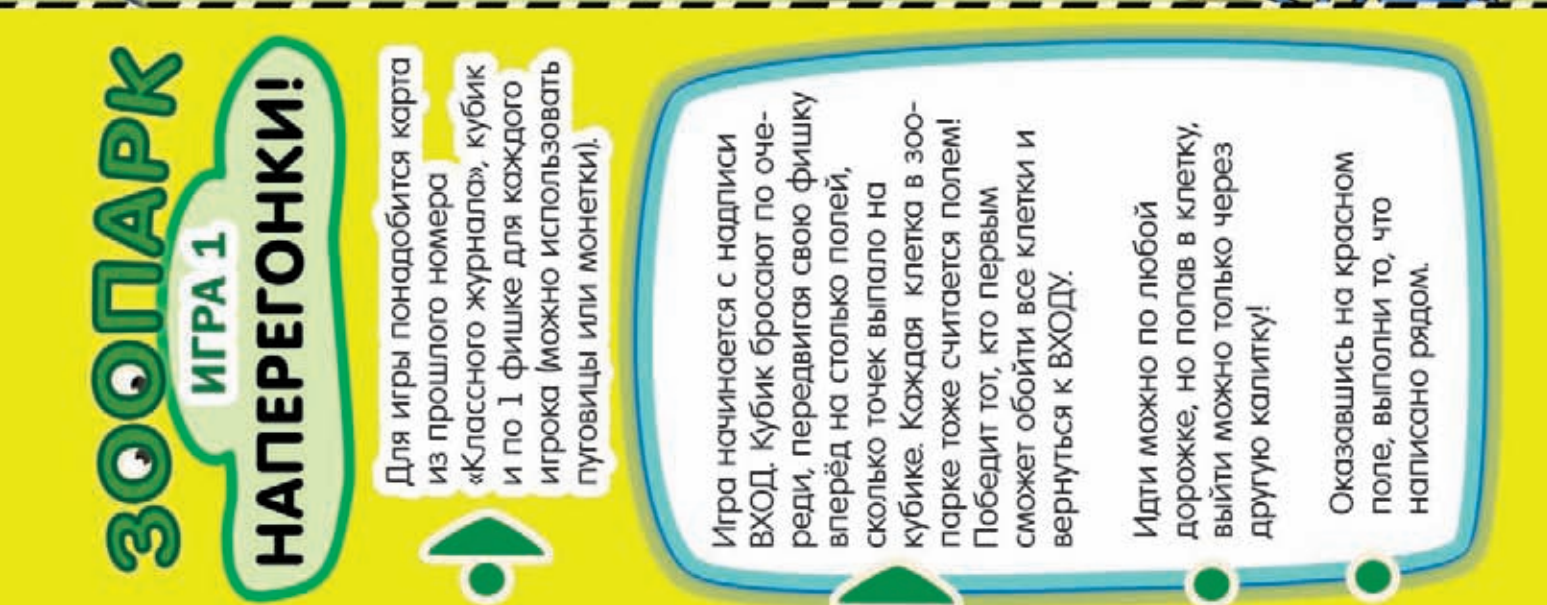 ЗООПАРК
ИГРА 1
НАПЕРЕГОНКИ!
Для игры понадобится карта
из прошлого номера
«Классного журнала», кубик
и по 1 фишке для каждого
игрока (можно использовать
пуговицы или монетки).
Игра начинается с надписи
ВХОД. Кубик бросают по оче-
реди, передвигая свою фишку
вперёд на столько полей,
сколько точек выпало на
кубике. Каждая клетка в зоо-
парке тоже считается полем!
Победит тот, кто первым
сможет обойти все клетки и
вернуться к ВХОДУ.
Идти можно по любой
дорожке, но попав в клетку,
выйти можно только через
другую калитку!
Оказавшись на красном
поле, выполни то, что
написано рядом.